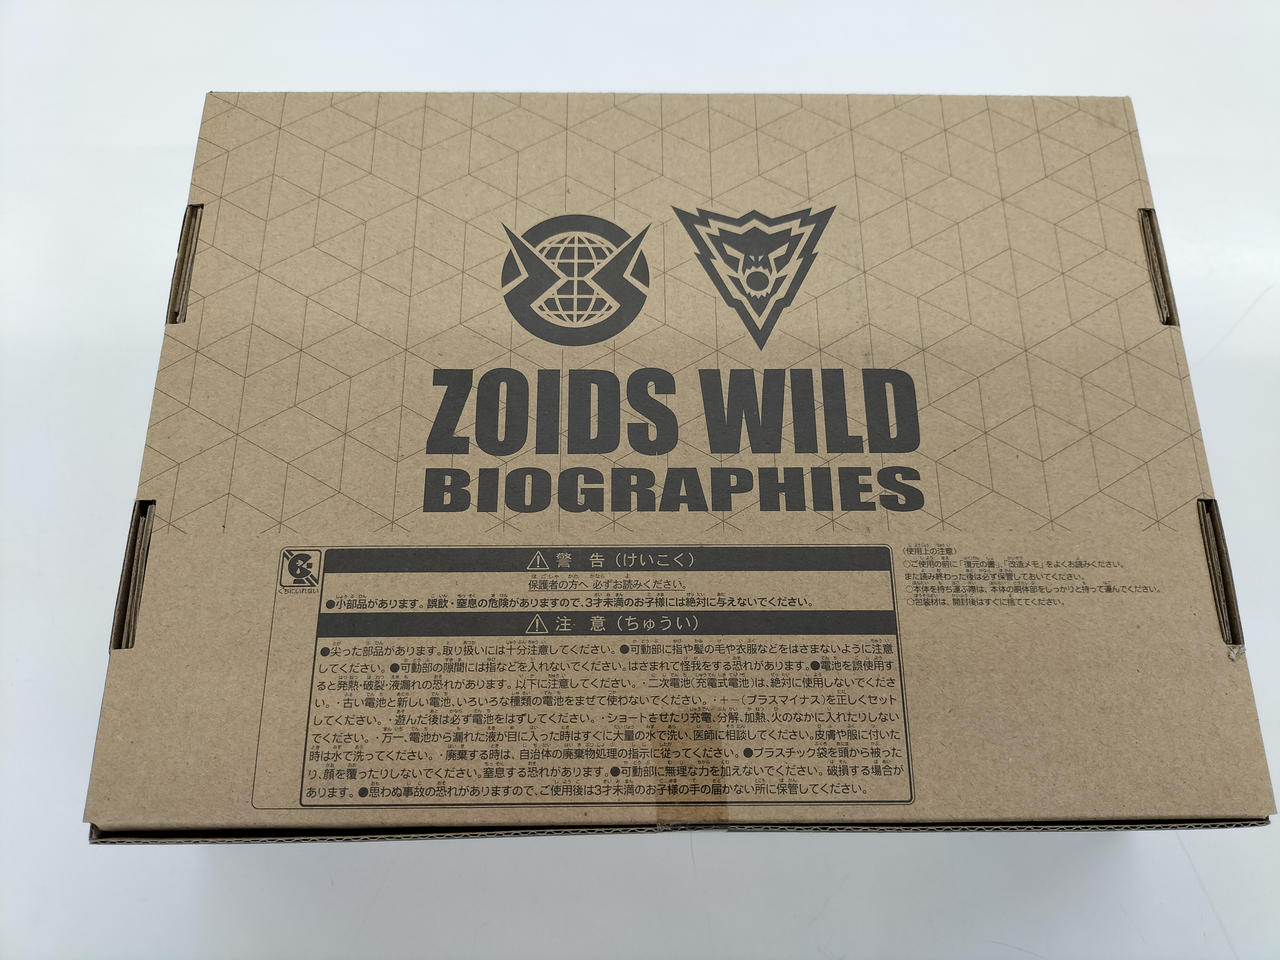 ZOIDS WILD
BIOGRAPHIES
くちにいれない
警 告 (けいこく)
保護者の方へ 必ずお読みください。
●小部品があります。誤飲・窒息の危険がありますので、3才未満のお子様には絶対に与えないでください。
注 意 (ちゅうい)
●尖った部品があります。取り扱いには十分注意してください。●可動部に指や髪の毛や衣服などをはさまないように注意
してください。●可動部の隙間には指などを入れないでください。はさまれて怪我をする恐れがあります。●電池を誤使用す
ると発熱・破裂・液漏れの恐れがあります。以下に注意してください。・二次電池(充電式電池)は、絶対に使用しないでくださ
い。・古い電池と新しい電池、いろいろな種類の電池をまぜて使わないでください。・+−(プラスマイナス)を正しくセット
してください。・遊んだ後は必ず電池をはずしてください。・ショートさせたり充電、分解、加熱、火のなかに入れたりしない
でください。・万一、電池から漏れた液が目に入った時はすぐに大量の水で洗い、医師に相談してください。皮膚や服に付いた
時は水で洗ってください。・廃棄する時は、自治体の廃棄物処理の指示に従ってください。●プラスチック袋を頭から被った
り、顔を覆ったりしないでください。窒息する恐れがあります。●可動部に無理な力を加えないでください。破損する場合が
あります。●思わぬ事故の恐れがありますので、ご使用後は3才未満のお子様の手の届かない所に保管してください。
(使用上の注意)
○ご使用の前に「復元の書」、「改造メモ」をよくお読みください。
また読み終わった後は必ず保管しておいてください。
○本体を持ち運ぶ際は、本体の胴体部をしっかりと持って運んでください。
○包装材は、開封後はすぐに捨ててください。